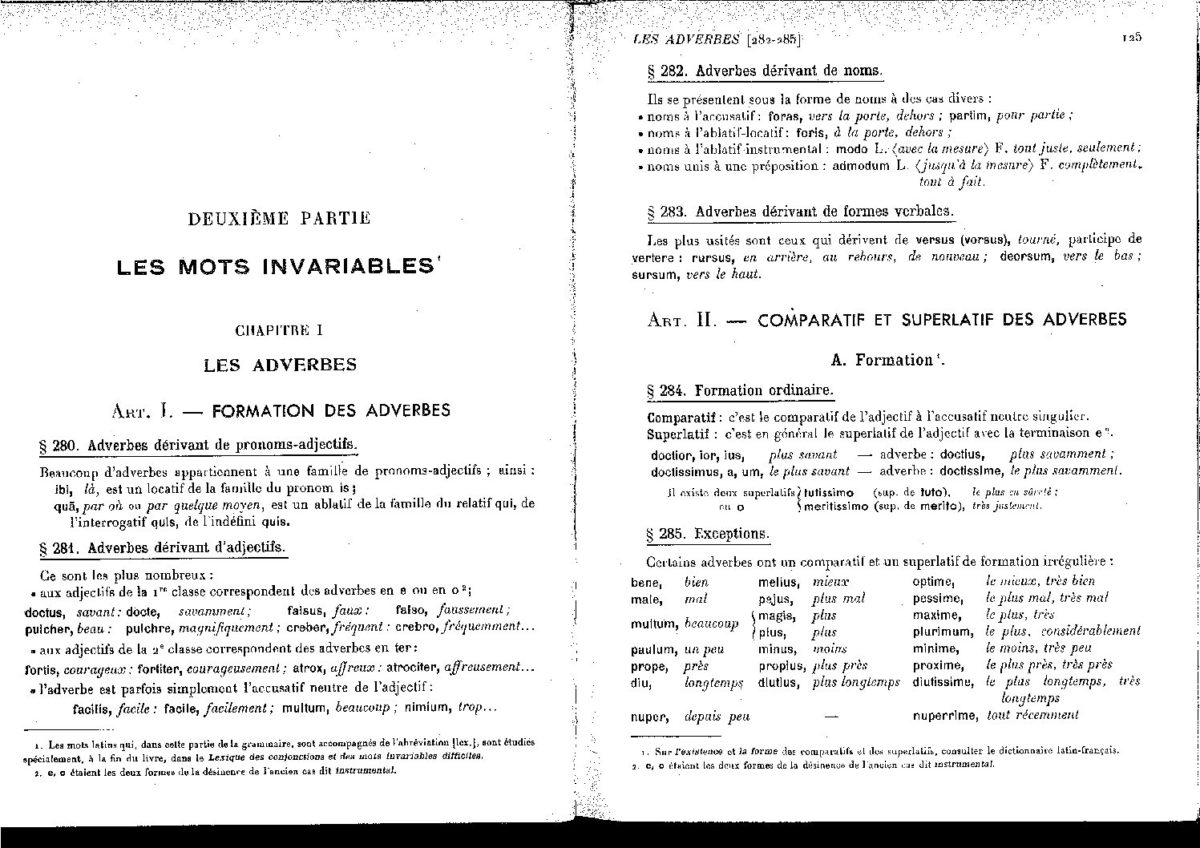 DEUXIÈME PARTIE
LES MOTS INVARIABLES¹
CHAPITRE I
LES ADVERBES
ART. I. — FORMATION DES ADVERBES
§ 280. Adverbes dérivant de pronoms-adjectifs.
Beaucoup d'adverbes appartiennent à une famille de pronoms-adjectifs ; ainsi :
ibi, là, est un locatif de la famille du pronom is ;
quā, par où ou par quelque moyen, est un ablatif de la famille du relatif qui, de
l'interrogatif quis, de l'indéfini quis.
§ 281. Adverbes dérivant d'adjectifs.
Ce sont les plus nombreux :
• aux adjectifs de la 1re classe correspondent des adverbes en e ou en o² ;
doctus, savant : docte, savamment ; falsus, faux : falso, faussement ;
pulcher, beau : pulchre, magnifiquement ; creber, fréquent : crebro, fréquemment...
• aux adjectifs de la 2e classe correspondent des adverbes en ter :
fortis, courageux : fortiter, courageusement ; atrox, affreux : atrociter, affreusement...
• l'adverbe est parfois simplement l'accusatif neutre de l'adjectif :
facilis, facile : facile, facilement ; multum, beaucoup ; nimium, trop...
1. Les mots latins qui, dans cette partie de la grammaire, sont accompagnés de l'abréviation [lex.], sont étudiés
spécialement, à la fin du livre, dans le Lexique des conjonctions et des mots invariables difficiles.
2. e, o étaient les deux formes de la désinence de l'ancien cas dit instrumental.
LES ADVERBES [282-285] 125
§ 282. Adverbes dérivant de noms.
Ils se présentent sous la forme de noms à des cas divers :
• noms à l'accusatif : foras, vers la porte, dehors ; partim, pour partie ;
• noms à l'ablatif-locatif : foris, à la porte, dehors ;
• noms à l'ablatif-instrumental : modo L. ⟨avec la mesure⟩ F. tout juste, seulement ;
• noms unis à une préposition : admodum L. ⟨jusqu'à la mesure⟩ F. complètement,
tout à fait.
§ 283. Adverbes dérivant de formes verbales.
Les plus usités sont ceux qui dérivent de versus (vorsus), tourné, participe de
vertere : rursus, en arrière, au rebours, de nouveau ; deorsum, vers le bas ;
sursum, vers le haut.
ART. II. — COMPARATIF ET SUPERLATIF DES ADVERBES
A. Formation¹.
§ 284. Formation ordinaire.
Comparatif : c'est le comparatif de l'adjectif à l'accusatif neutre singulier.
Superlatif : c'est en général le superlatif de l'adjectif avec la terminaison e².
doctior, ior, ius, plus savant — adverbe : doctius, plus savamment ;
doctissimus, a, um, le plus savant — adverbe : doctissime, le plus savamment.
Il existe deux superlatifs { tutissimo (sup. de tuto), le plus en sûreté ;
en o { meritissimo (sup. de merito), très justement.
§ 285. Exceptions.
Certains adverbes ont un comparatif et un superlatif de formation irrégulière :
bene, bien melius, mieux optime, le mieux, très bien
male, mal pejus, plus mal pessime, le plus mal, très mal
multum, beaucoup { magis, plus maxime, le plus, très
{ plus, plus plurimum, le plus, considérablement
paulum, un peu minus, moins minime, le moins, très peu
prope, près propius, plus près proxime, le plus près, très près
diu, longtemps diutius, plus longtemps diutissime, le plus longtemps, très
longtemps
nuper, depuis peu — nuperrime, tout récemment
1. Sur l'existence et la forme des comparatifs et des superlatifs, consulter le dictionnaire latin-français.
2. e, o étaient les deux formes de la désinence de l'ancien cas dit instrumental.